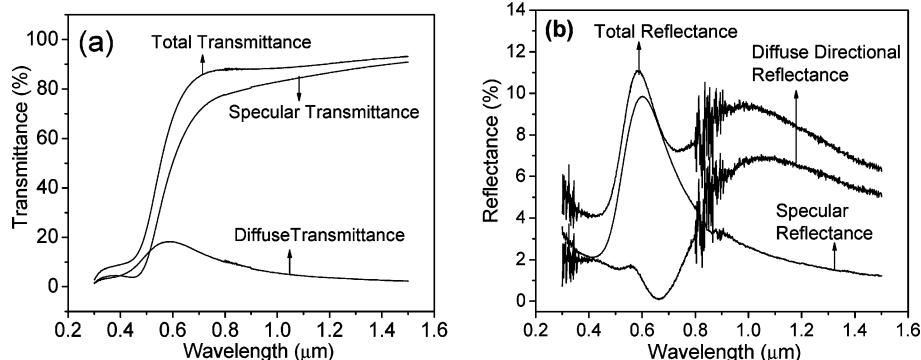 (a)
Total Transmittance
Specular Transmittance
DiffuseTransmittance
Transmittance (%)
100
80
60
40
20
0
0.2 0.4 0.6 0.8 1.0 1.2 1.4 1.6
Wavelength (μm)
(b)
Total Reflectance
Diffuse Directional
Reflectance
Specular
Reflectance
Reflectance (%)
14
12
10
8
6
4
2
0
0.2 0.4 0.6 0.8 1.0 1.2 1.4 1.6
Wavelength (μm)